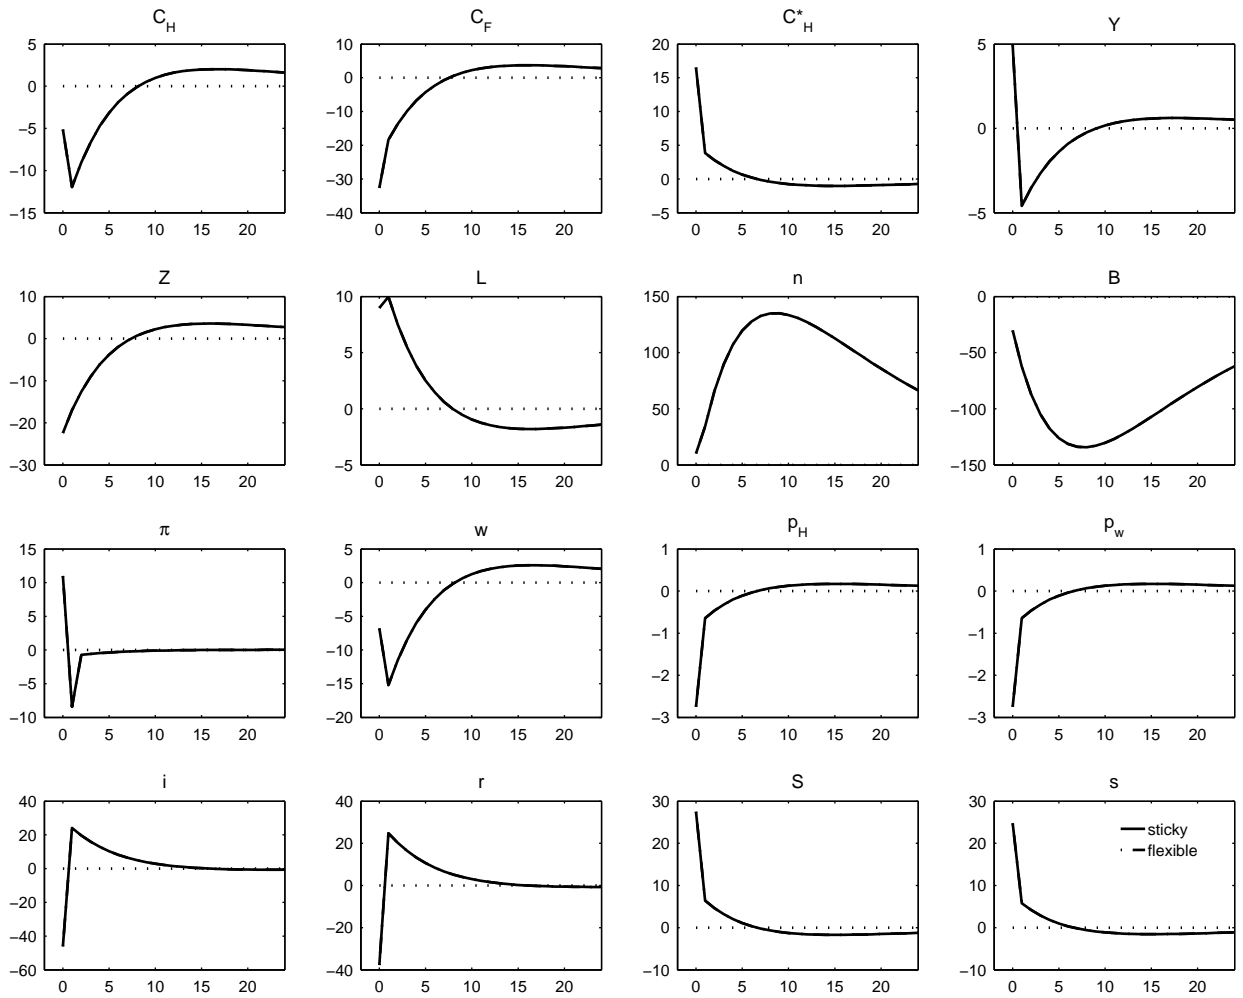 C_H C_F C*_H Y
5 10 20 5
0 0 15 0
−5 −10 10 −5
−10 −20 5
−15 −30 0
−40 −5
0 5 10 15 20 0 5 10 15 20 0 5 10 15 20 0 5 10 15 20
Z L n B
10 10 150 0
0 5 100 −50
−10 0 50 −100
−20 −5 0 −150
−30
0 5 10 15 20 0 5 10 15 20 0 5 10 15 20 0 5 10 15 20
π w p_H p_w
15 5 1 1
10 0 0 0
5 −5 −1 −1
0 −10 −2 −2
−5 −15 −3 −3
−10 −20
0 5 10 15 20 0 5 10 15 20 0 5 10 15 20 0 5 10 15 20
i r S s
40 40 30 30
20 20 20 20
0 0 10 10
−20 −20 0 0
−40 −40 −10 −10
−60
sticky
flexible
0 5 10 15 20 0 5 10 15 20 0 5 10 15 20 0 5 10 15 20